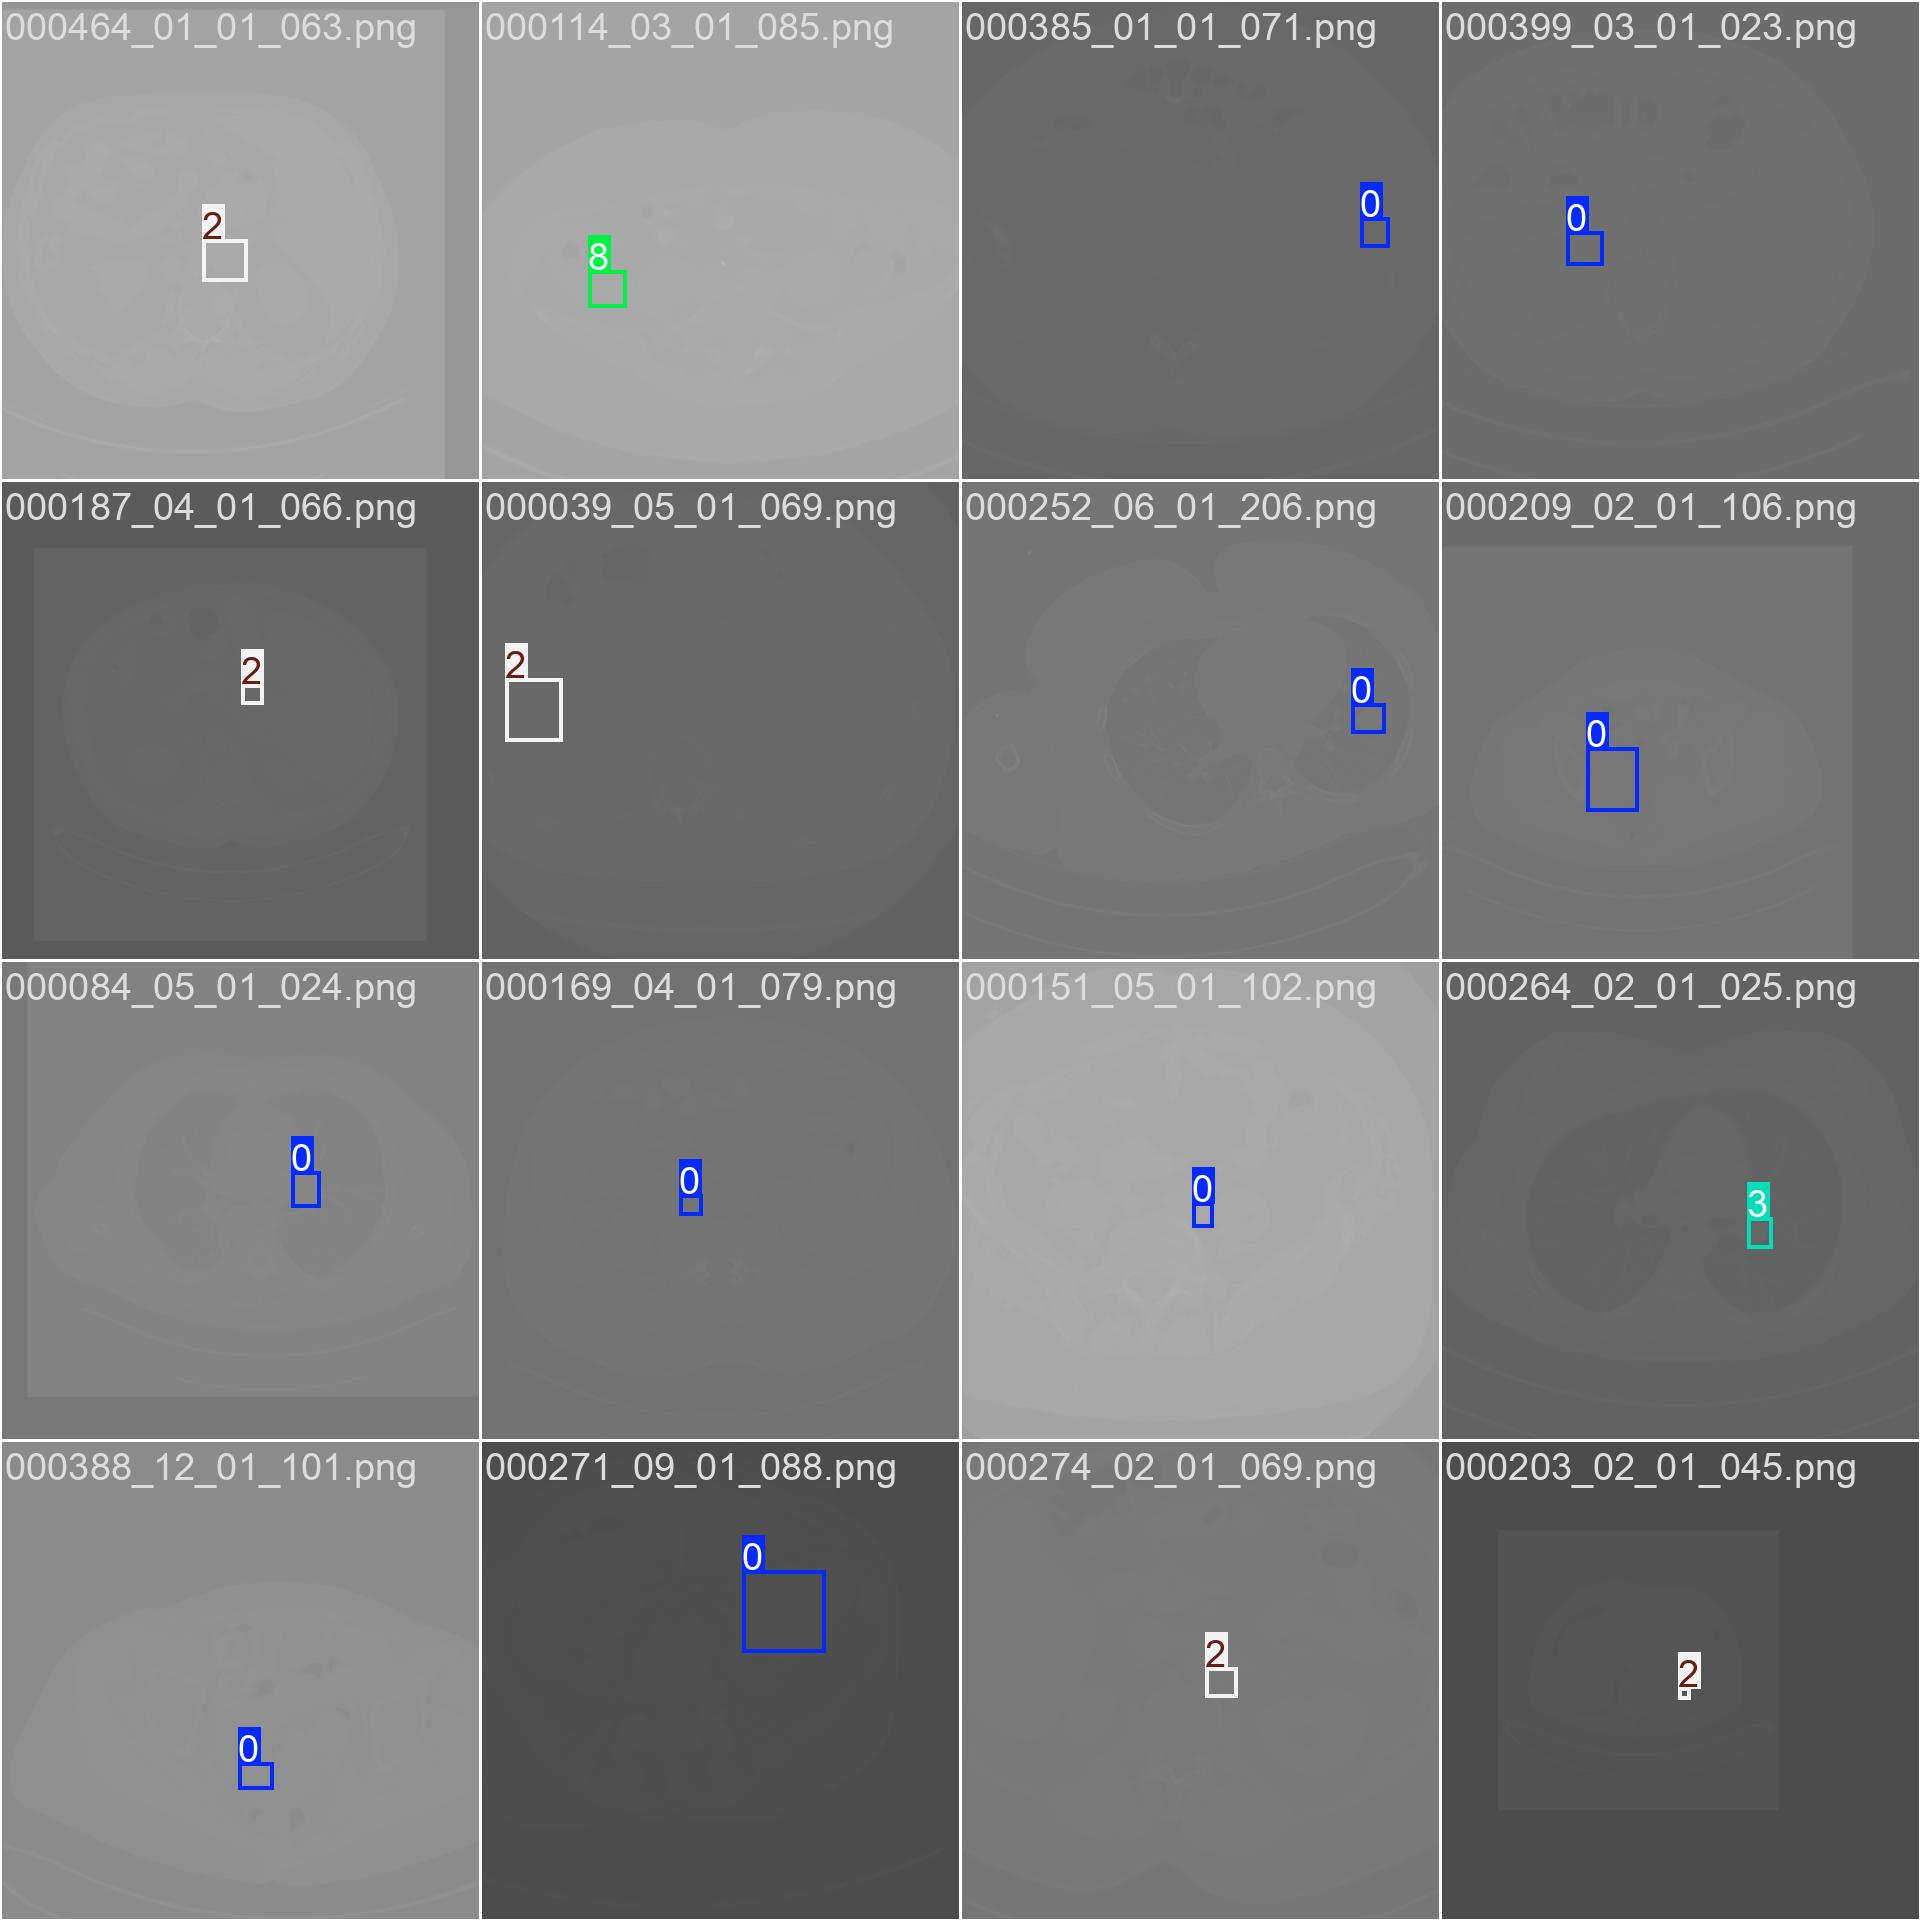 000464_01_01_063.png
000114_03_01_085.png
000385_01_01_071.png
000399_03_01_023.png
2
8
0
0
000187_04_01_066.png
000039_05_01_069.png
000252_06_01_206.png
000209_02_01_106.png
2
2
0
0
000084_05_01_024.png
000169_04_01_079.png
000151_05_01_102.png
000264_02_01_025.png
0
0
0
3
000388_12_01_101.png
000271_09_01_088.png
000274_02_01_069.png
000203_02_01_045.png
0
0
2
2